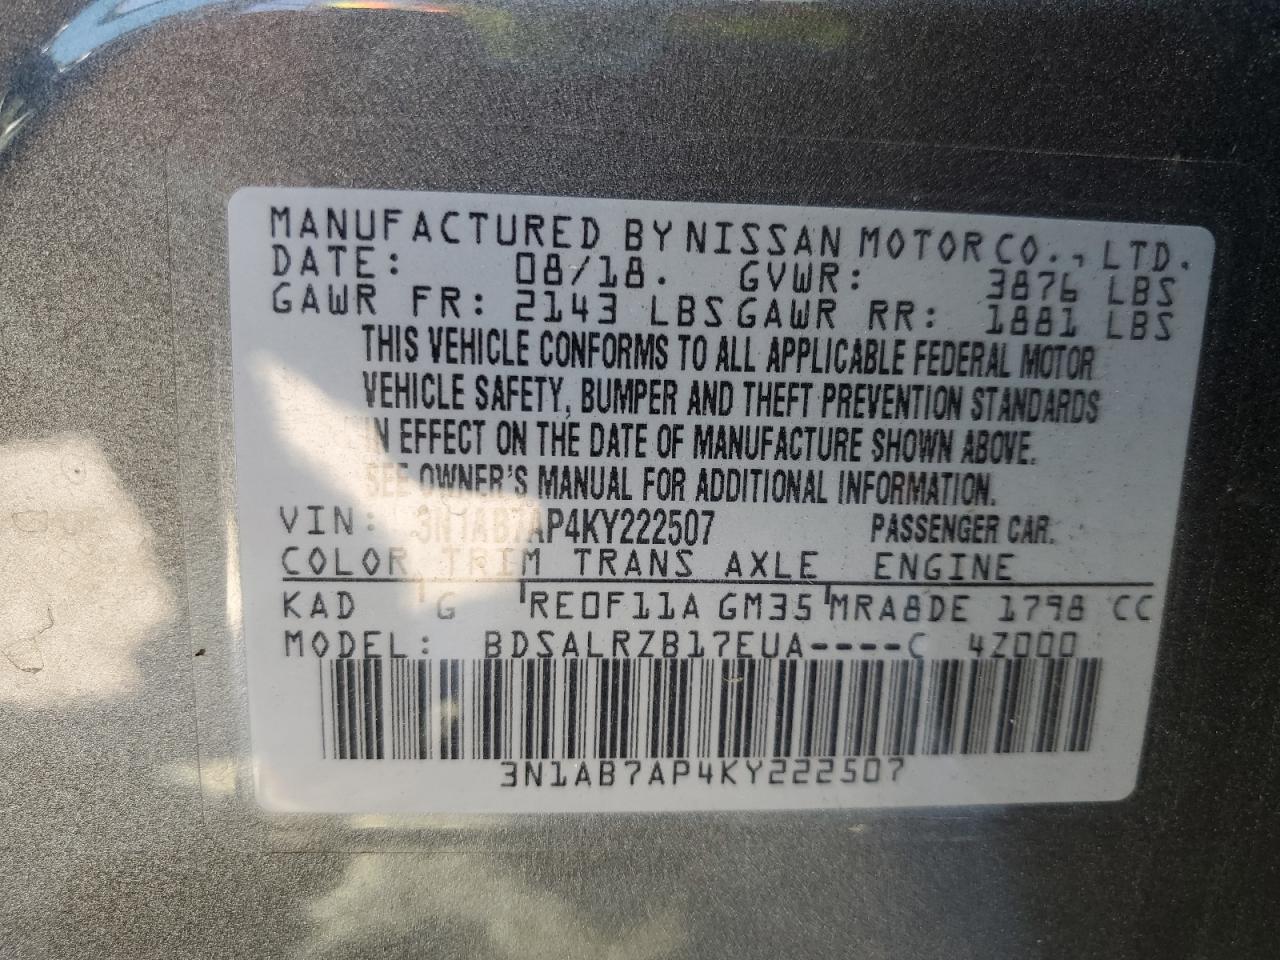 MANUFACTURED BY NISSAN MOTOR CO., LTD.
DATE: 08/18. GVWR: 3876 LBS
GAWR FR: 2143 LBS GAWR RR: 1881 LBS
THIS VEHICLE CONFORMS TO ALL APPLICABLE FEDERAL MOTOR
VEHICLE SAFETY, BUMPER AND THEFT PREVENTION STANDARDS
IN EFFECT ON THE DATE OF MANUFACTURE SHOWN ABOVE.
SEE OWNER'S MANUAL FOR ADDITIONAL INFORMATION.
VIN: 3N1AB7AP4KY222507 PASSENGER CAR.
COLOR TRIM TRANS AXLE ENGINE
KAD G RE0F11A GM35 MRA8DE 1798 CC
MODEL: BDSALRZB17EUA----C 4Z000
3N1AB7AP4KY222507